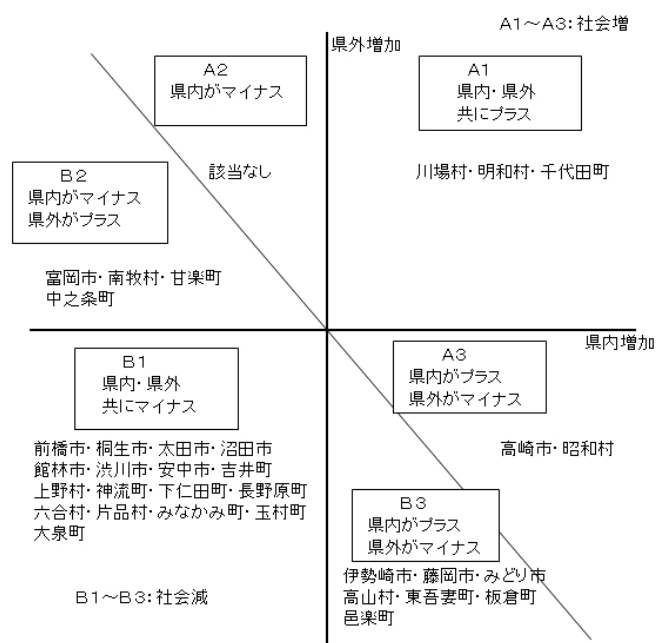 A1～A3：社会増
県外増加
A2
県内がマイナス
A1
県内・県外
共にプラス
B2
県内がマイナス
県外がプラス
該当なし
川場村・明和村・千代田町
富岡市・南牧村・甘楽町
中之条町
県内増加
B1
県内・県外
共にマイナス
A3
県内がプラス
県外がマイナス
前橋市・桐生市・太田市・沼田市
館林市・渋川市・安中市・吉井町
上野村・神流町・下仁田町・長野原町
六合村・片品村・みなかみ町・玉村町
大泉町
高崎市・昭和村
B3
県内がプラス
県外がマイナス
伊勢崎市・藤岡市・みどり市
高山村・東吾妻町・板倉町
邑楽町
B1～B3：社会減